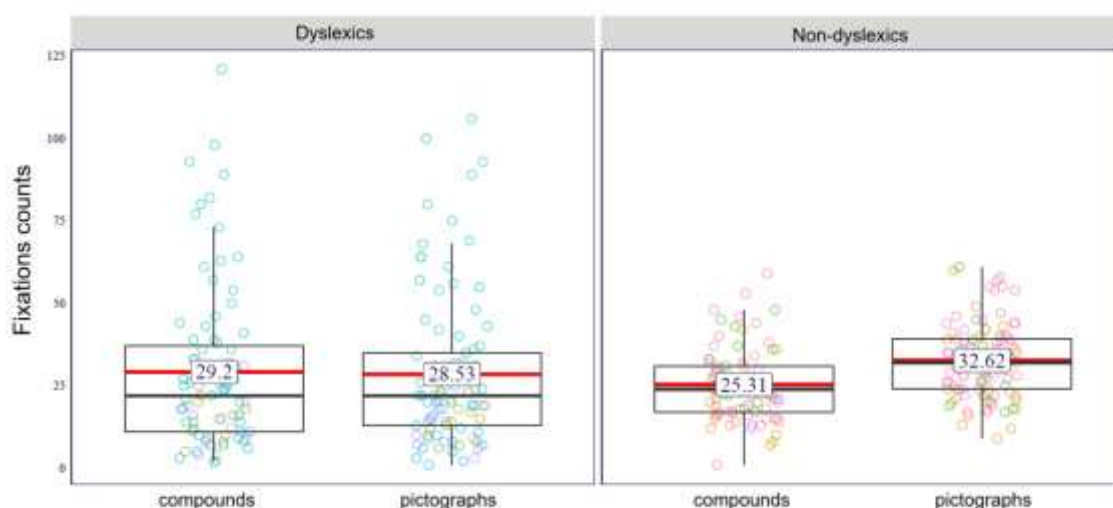 Dyslexics
Non-dyslexics
Fixations counts
125
100
75
50
25
0
29.2
28.53
25.31
32.62
compounds
pictographs
compounds
pictographs